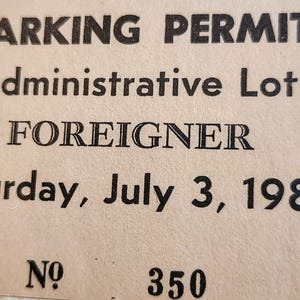 ARKING PERMIT
dministrative Lot
FOREIGNER
urday, July 3, 198
Nº 350